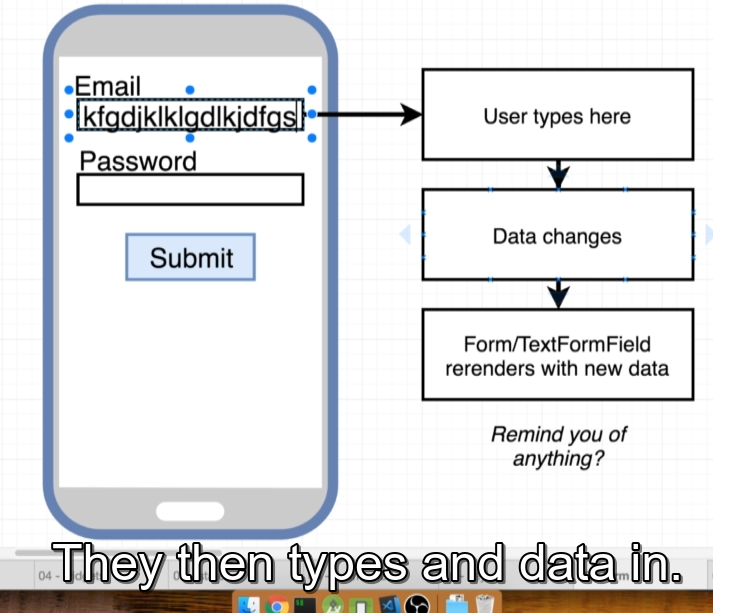 Email
kfgdjklklgdlkjdfgs
Password
Submit
User types here
Data changes
Form/TextFormField
rerenders with new data
Remind you of
anything?
They then types and data in.
04 -